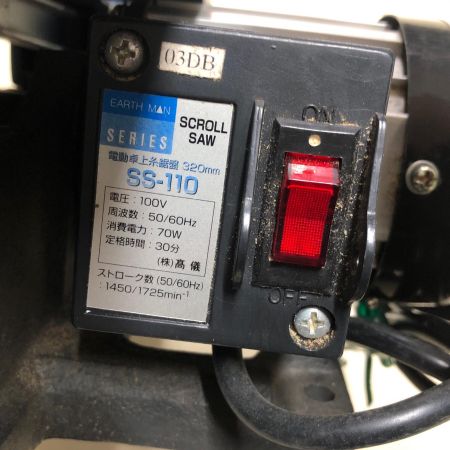 03DB
EARTH MAN
SERIES
SCROLL
SAW
電動卓上糸鋸盤 320mm
SS-110
電圧:100V
周波数:50/60Hz
消費電力:70W
定格時間:30分
(株)高儀
ストローク数(50/60Hz)
:1450/1725min⁻¹
ON
OFF